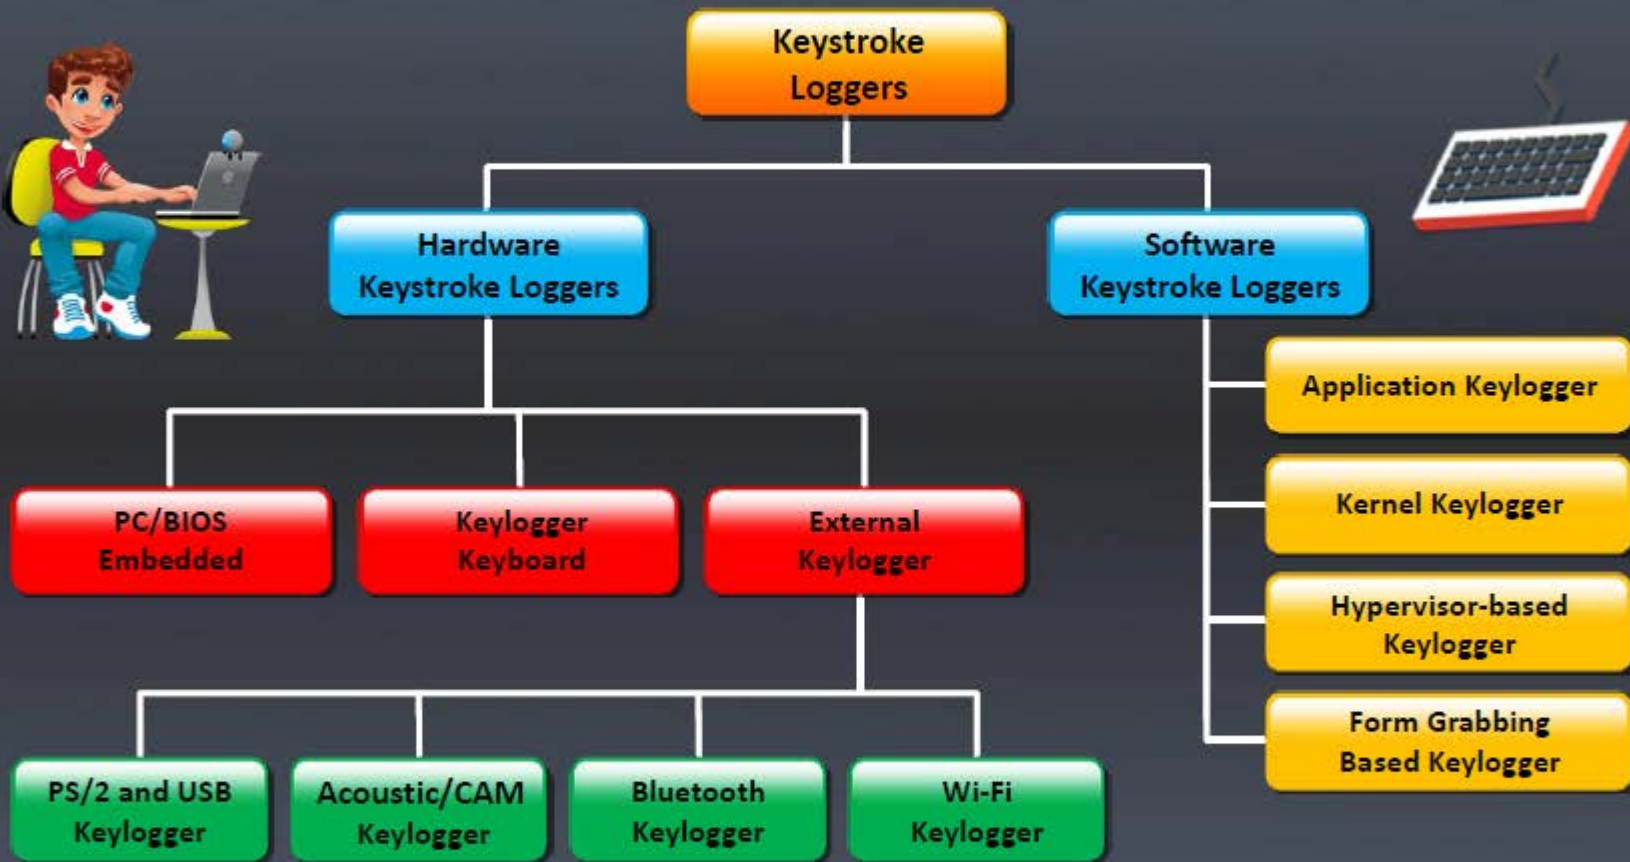 Keystroke
Loggers
Hardware
Keystroke Loggers
Software
Keystroke Loggers
Application Keylogger
Kernel Keylogger
Hypervisor-based
Keylogger
Form Grabbing
Based Keylogger
PC/BIOS
Embedded
Keylogger
Keyboard
External
Keylogger
PS/2 and USB
Keylogger
Acoustic/CAM
Keylogger
Bluetooth
Keylogger
Wi-Fi
Keylogger